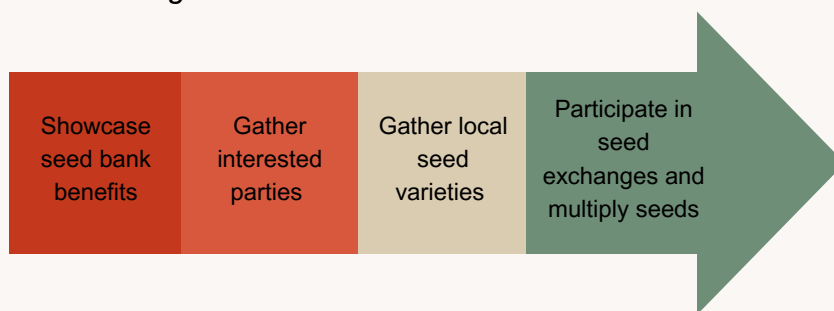 Showcase
seed bank
benefits
Gather
interested
parties
Gather local
seed
varieties
Participate in
seed
exchanges and
multiply seeds